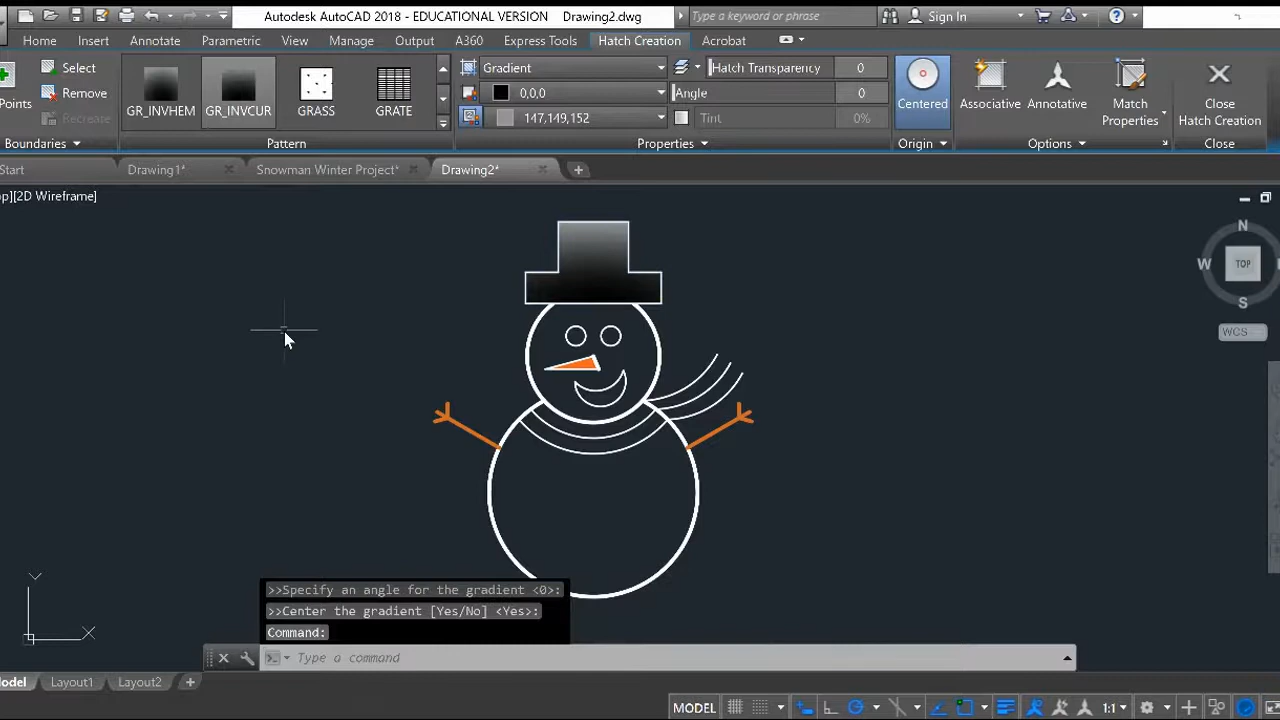 Autodesk AutoCAD 2018 - EDUCATIONAL VERSION Drawing2.dwg Type a keyword or phrase Sign In ?
Home Insert Annotate Parametric View Manage Output A360 Express Tools Hatch Creation Acrobat
Points
Select
Remove
Recreate
Boundaries
GR_INVHEM
GR_INVCUR
GRASS
GRATE
Pattern
Gradient
0,0,0
147,149,152
Hatch Transparency 0
Angle 0
Tint 0%
Properties
Centered
Origin
Associative
Annotative
Match
Properties
Options
Close
Hatch Creation
Close
Start Drawing1* Snowman Winter Project* Drawing2*
op][2D Wireframe]
N
W TOP
S
WCS
>>Specify an angle for the gradient <0>:
>>Center the gradient [Yes/No] <Yes>:
Command:
Type a command
odel Layout1 Layout2
MODEL 1:1